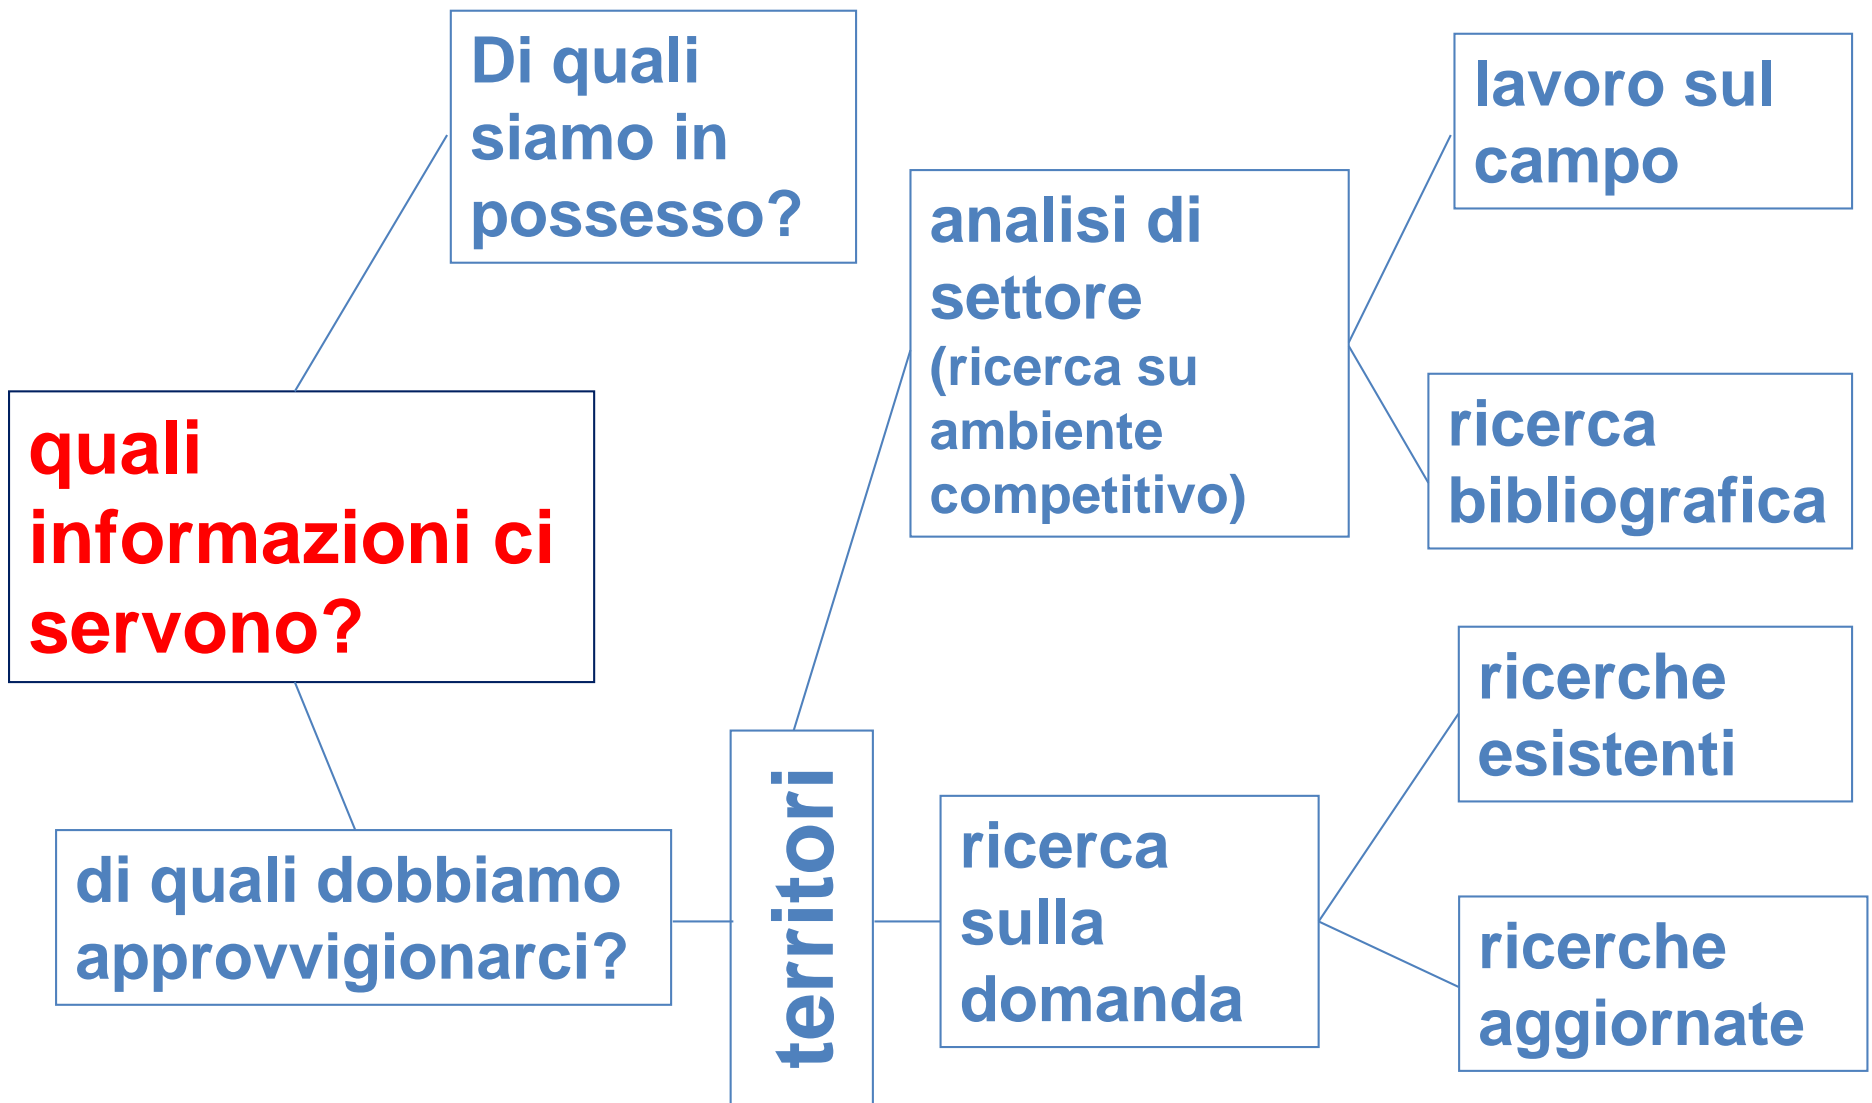 Di quali
siamo in
possesso?
lavoro sul
campo
analisi di
settore
(ricerca su
ambiente
competitivo)
quali
informazioni ci
servono?
ricerca
bibliografica
ricerche
esistenti
di quali dobbiamo
approvvigionarci?
territori
ricerca
sulla
domanda
ricerche
aggiornate